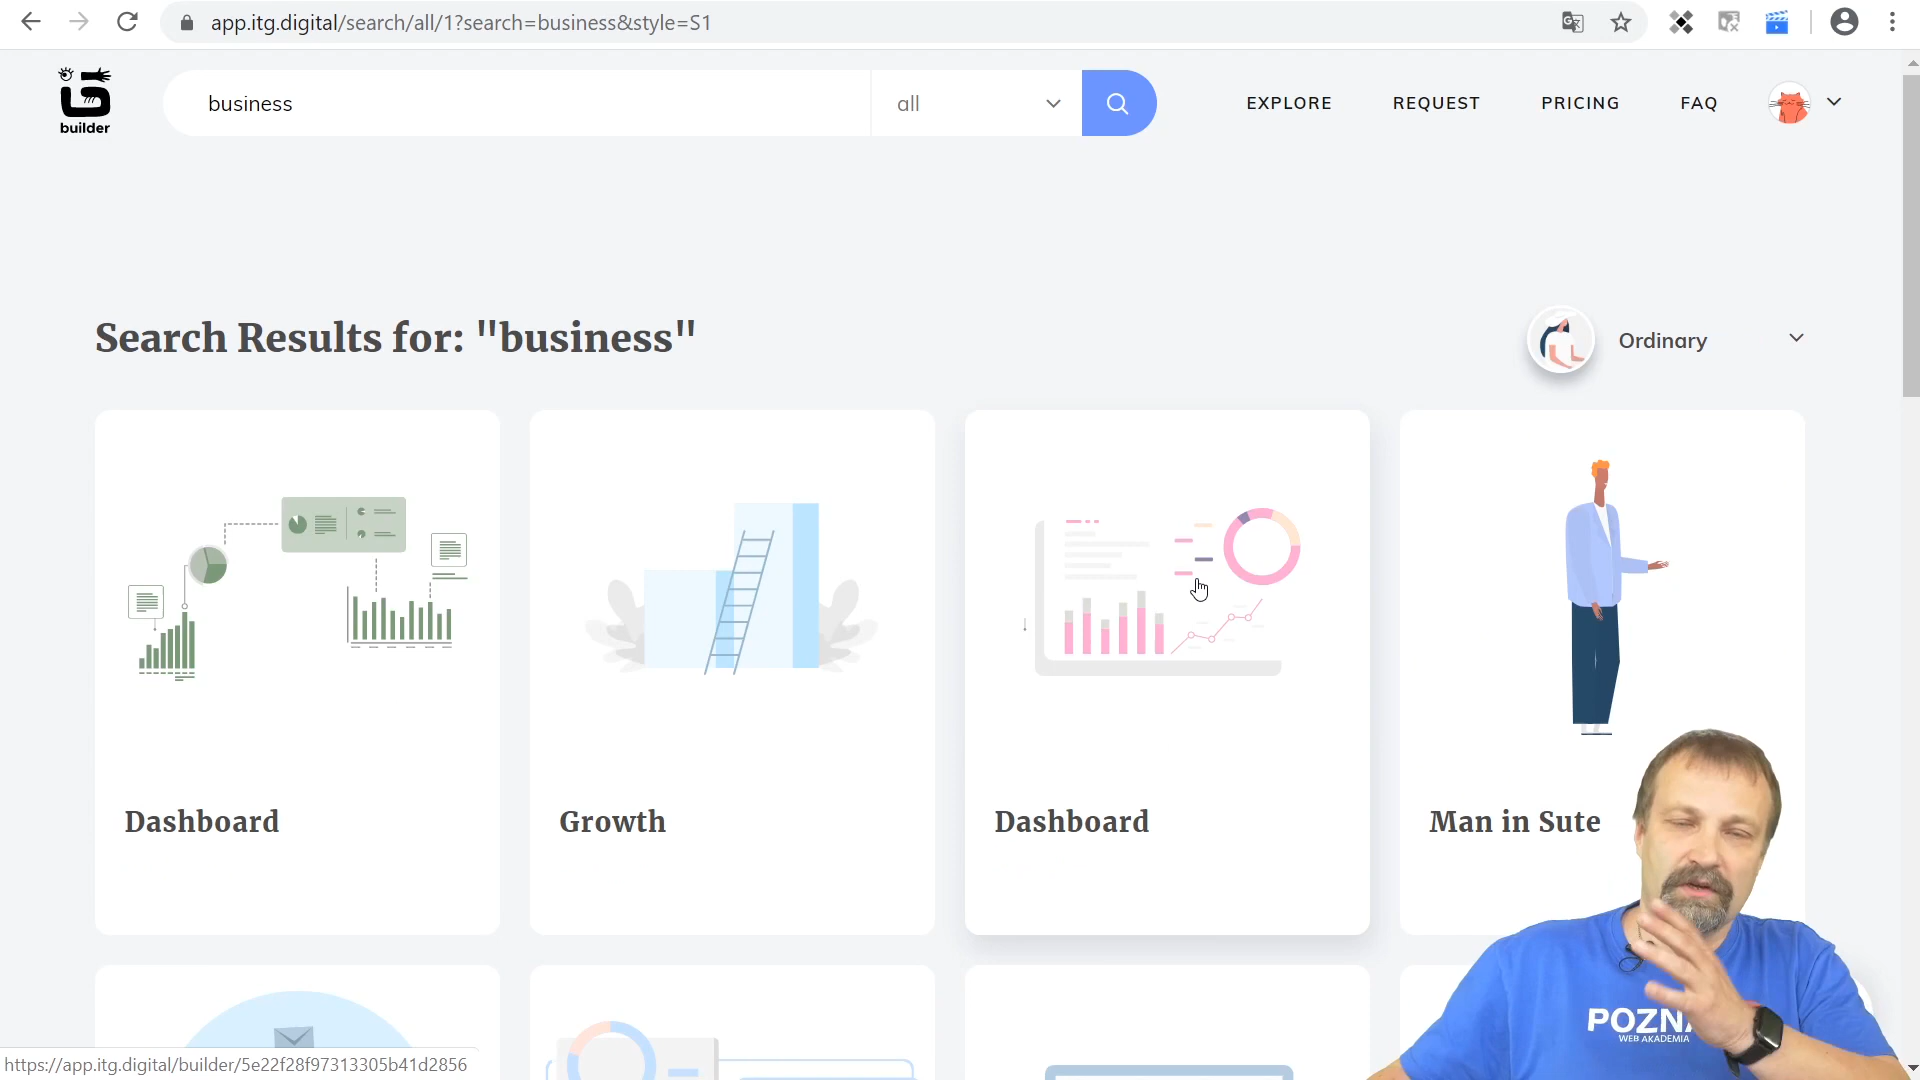 app.itg.digital/search/all/1?search=business&style=S1
builder
business
all
EXPLORE
REQUEST
PRICING
FAQ
Search Results for: "business"
Ordinary
Dashboard
Growth
Dashboard
Man in Sute
POZN
WEB AKADEMIA
https://app.itg.digital/builder/5e22f28f97313305b41d2856